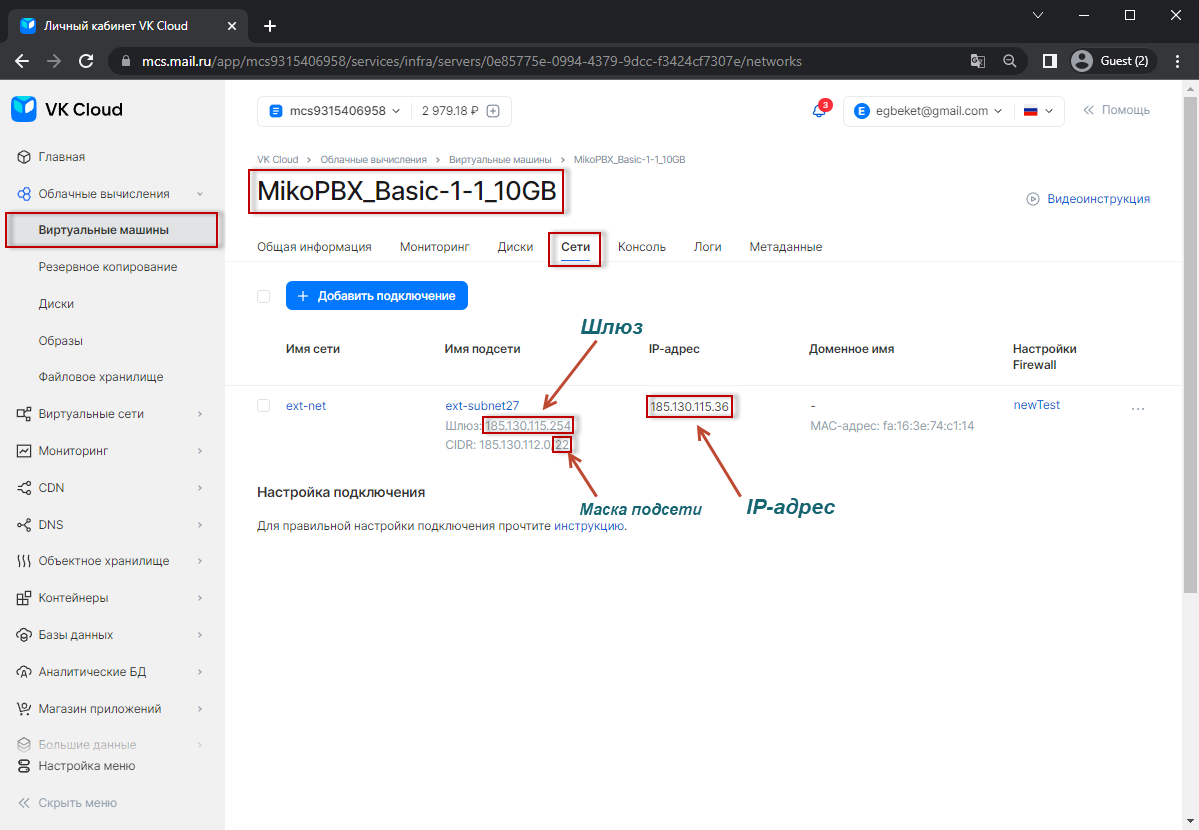 Личный кабинет VK Cloud
mcs.mail.ru/app/mcs9315406958/services/infra/servers/0e85775e-0994-4379-9dcc-f3424cf7307e/networks
Guest (2)
VK Cloud
mcs9315406958
2 979.18 ₽
3
E
egbeket@gmail.com
Помощь
Главная
Облачные вычисления
Виртуальные машины
Резервное копирование
Диски
Образы
Файловое хранилище
Виртуальные сети
Мониторинг
CDN
DNS
Объектное хранилище
Контейнеры
Базы данных
Аналитические БД
Магазин приложений
Большие данные
Настройка меню
Скрыть меню
VK Cloud > Облачные вычисления > Виртуальные машины > MikoPBX_Basic-1-1_10GB
MikoPBX_Basic-1-1_10GB
Видеоинструкция
Общая информация Мониторинг Диски Сети Консоль Логи Метаданные
+ Добавить подключение
Шлюз
Имя сети Имя подсети IP-адрес Доменное имя Настройки Firewall
ext-net ext-subnet27 185.130.115.36 - newTest ...
Шлюз: 185.130.115.254 MAC-адрес: fa:16:3e:74:c1:14
CIDR: 185.130.112.0/22
Настройка подключения
Маска подсети
IP-адрес
Для правильной настройки подключения прочтите инструкцию.